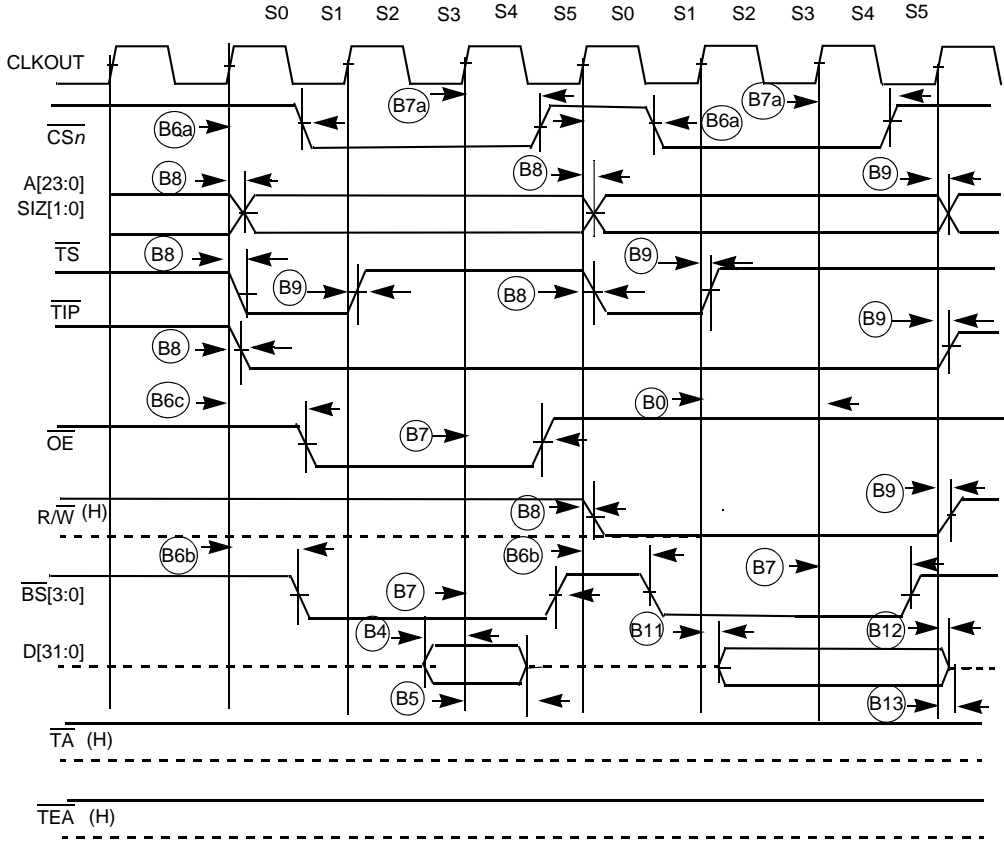 S0 S1 S2 S3 S4 S5 S0 S1 S2 S3 S4 S5
CLKOUT
B7a B7a
CSn B6a B6a
A[23:0] B8 B8 B9
SIZ[1:0]
TS B8 B9 B8 B9
TIP B8 B9
B6c B0
OE B7
R/W (H) B8 B9
B6b B6b B7
BS[3:0] B7
D[31:0] B4 B11 B12
B5 B13
TA (H)
TEA (H)